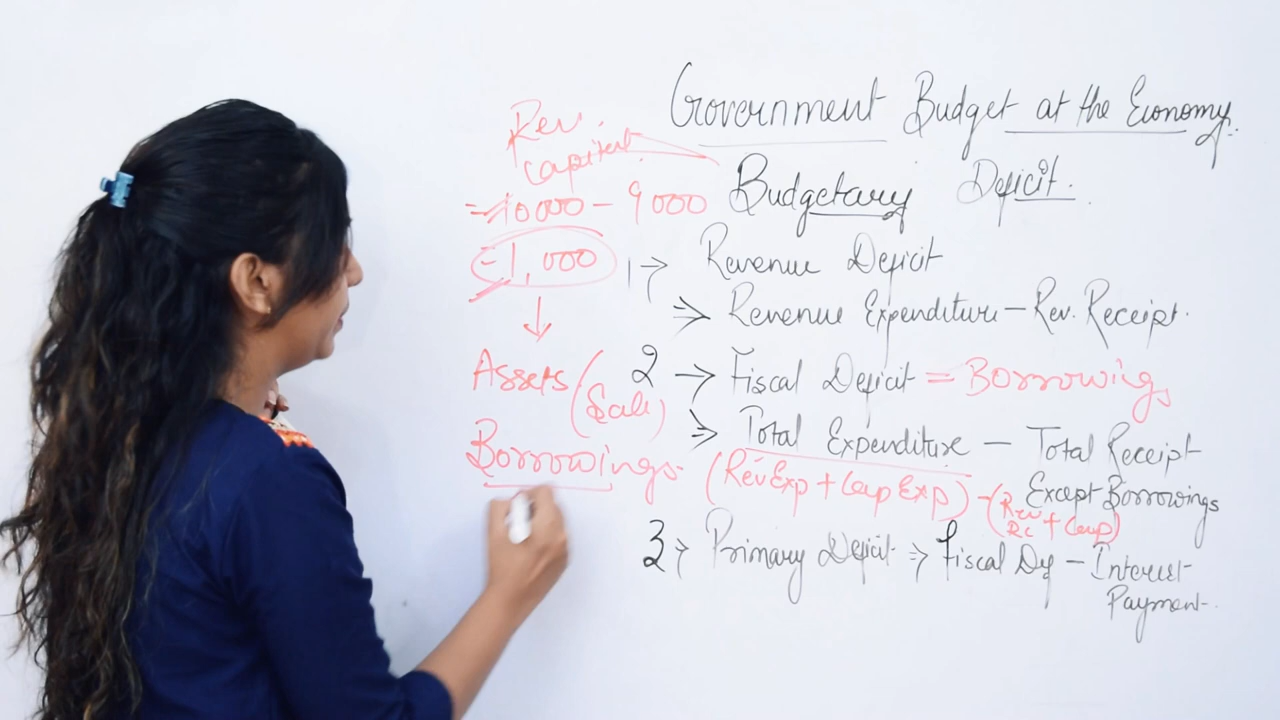 Government Budget at the Economy.
Rev.
Capital
Budgetary Deficit.
10000 - 9000
-1,000
1 → Revenue Deficit
⇒ Revenue Expenditure - Rev. Receipt.
Assets (Sale)
2 → Fiscal Deficit = Borrowing
⇒ Total Expenditure - Total Receipt
Except Borrowings
Borrowings.
(Rev Exp + Cap Exp) - (Rev Rc + Cap)
3 > Primary Deficit ⇒ Fiscal Def - Interest
Payment.